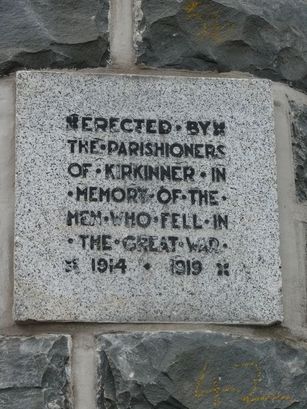 ERECTED · BY
THE · PARISHIONERS
OF · KIRKINNER · IN
· MEMORY · OF · THE ·
MEN · WHO · FELL · IN
· THE · GREAT · WAR ·
1914 · 1919